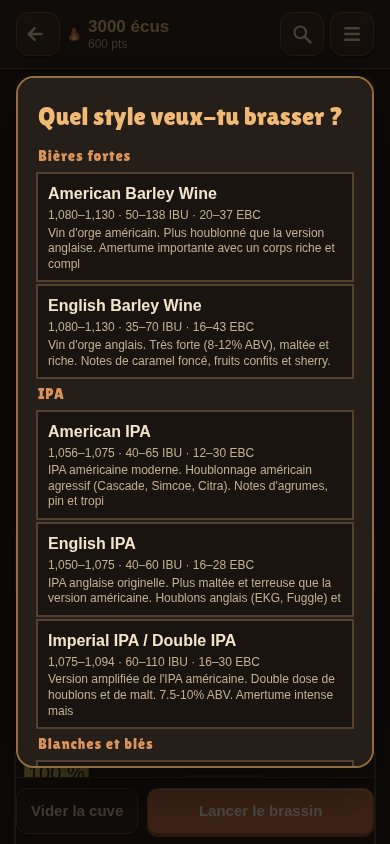 3000 écus
600 pts
Quel style veux-tu brasser ?
Bières fortes
American Barley Wine
1,080–1,130 · 50–138 IBU · 20–37 EBC
Vin d'orge américain. Plus houblonné que la version
anglaise. Amertume importante avec un corps riche et
compl
English Barley Wine
1,080–1,130 · 35–70 IBU · 16–43 EBC
Vin d'orge anglais. Très forte (8-12% ABV), maltée et
riche. Notes de caramel foncé, fruits confits et sherry.
IPA
American IPA
1,056–1,075 · 40–65 IBU · 12–30 EBC
IPA américaine moderne. Houblonnage américain
agressif (Cascade, Simcoe, Citra). Notes d'agrumes,
pin et tropi
English IPA
1,050–1,075 · 40–60 IBU · 16–28 EBC
IPA anglaise originelle. Plus maltée et terreuse que la
version américaine. Houblons anglais (EKG, Fuggle) et
Imperial IPA / Double IPA
1,075–1,094 · 60–110 IBU · 16–30 EBC
Version amplifiée de l'IPA américaine. Double dose de
houblons et de malt. 7.5-10% ABV. Amertume intense
mais
Blanches et blés
100 %
Vider la cuve
Lancer le brassin